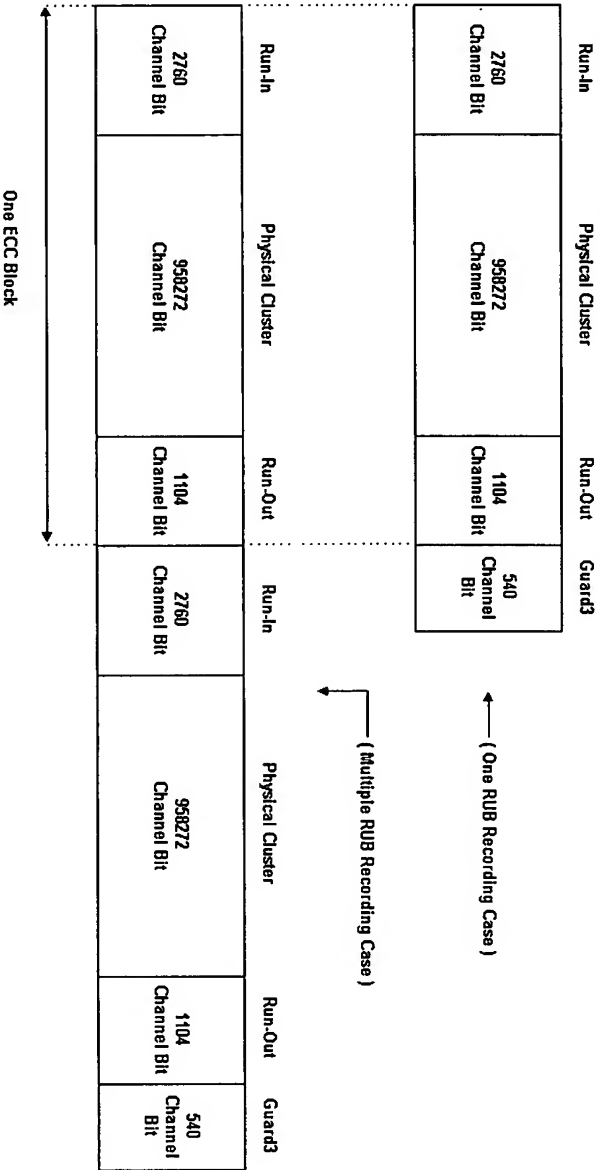 Run-In
Physical Cluster
Run-Out
Guard3
2760
Channel Bit
958272
Channel Bit
1104
Channel Bit
540
Channel
Bit
( One RUB Recording Case )
( Multiple RUB Recording Case )
Run-In
Physical Cluster
Run-Out
Run-In
Physical Cluster
Run-Out
Guard3
2760
Channel Bit
958272
Channel Bit
1104
Channel Bit
2760
Channel Bit
958272
Channel Bit
1104
Channel Bit
540
Channel
Bit
One ECC Block